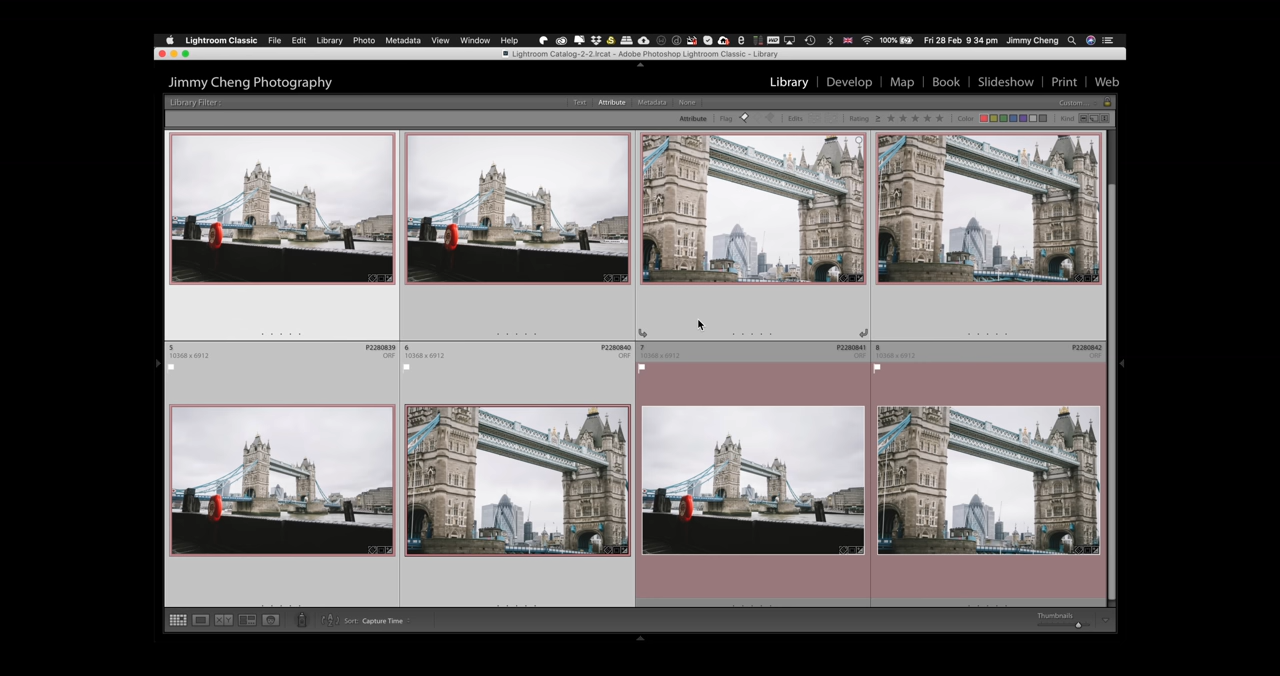 Lightroom Classic File Edit Library Photo Metadata View Window Help 100% Fri 28 Feb 9 34 pm Jimmy Cheng
Lightroom Catalog-2-2.lrcat - Adobe Photoshop Lightroom Classic - Library
Jimmy Cheng Photography Library | Develop | Map | Book | Slideshow | Print | Web
Library Filter : Text Attribute Metadata None Custom...
Attribute Flag Edits Rating ≥ ★ ★ ★ ★ ★ Color Kind
5 P2280839 6 P2280840 7 P2280841 8 P2280842
10368 x 6912 ORF 10368 x 6912 ORF 10368 x 6912 ORF 10368 x 6912 ORF
Sort: Capture Time Thumbnails